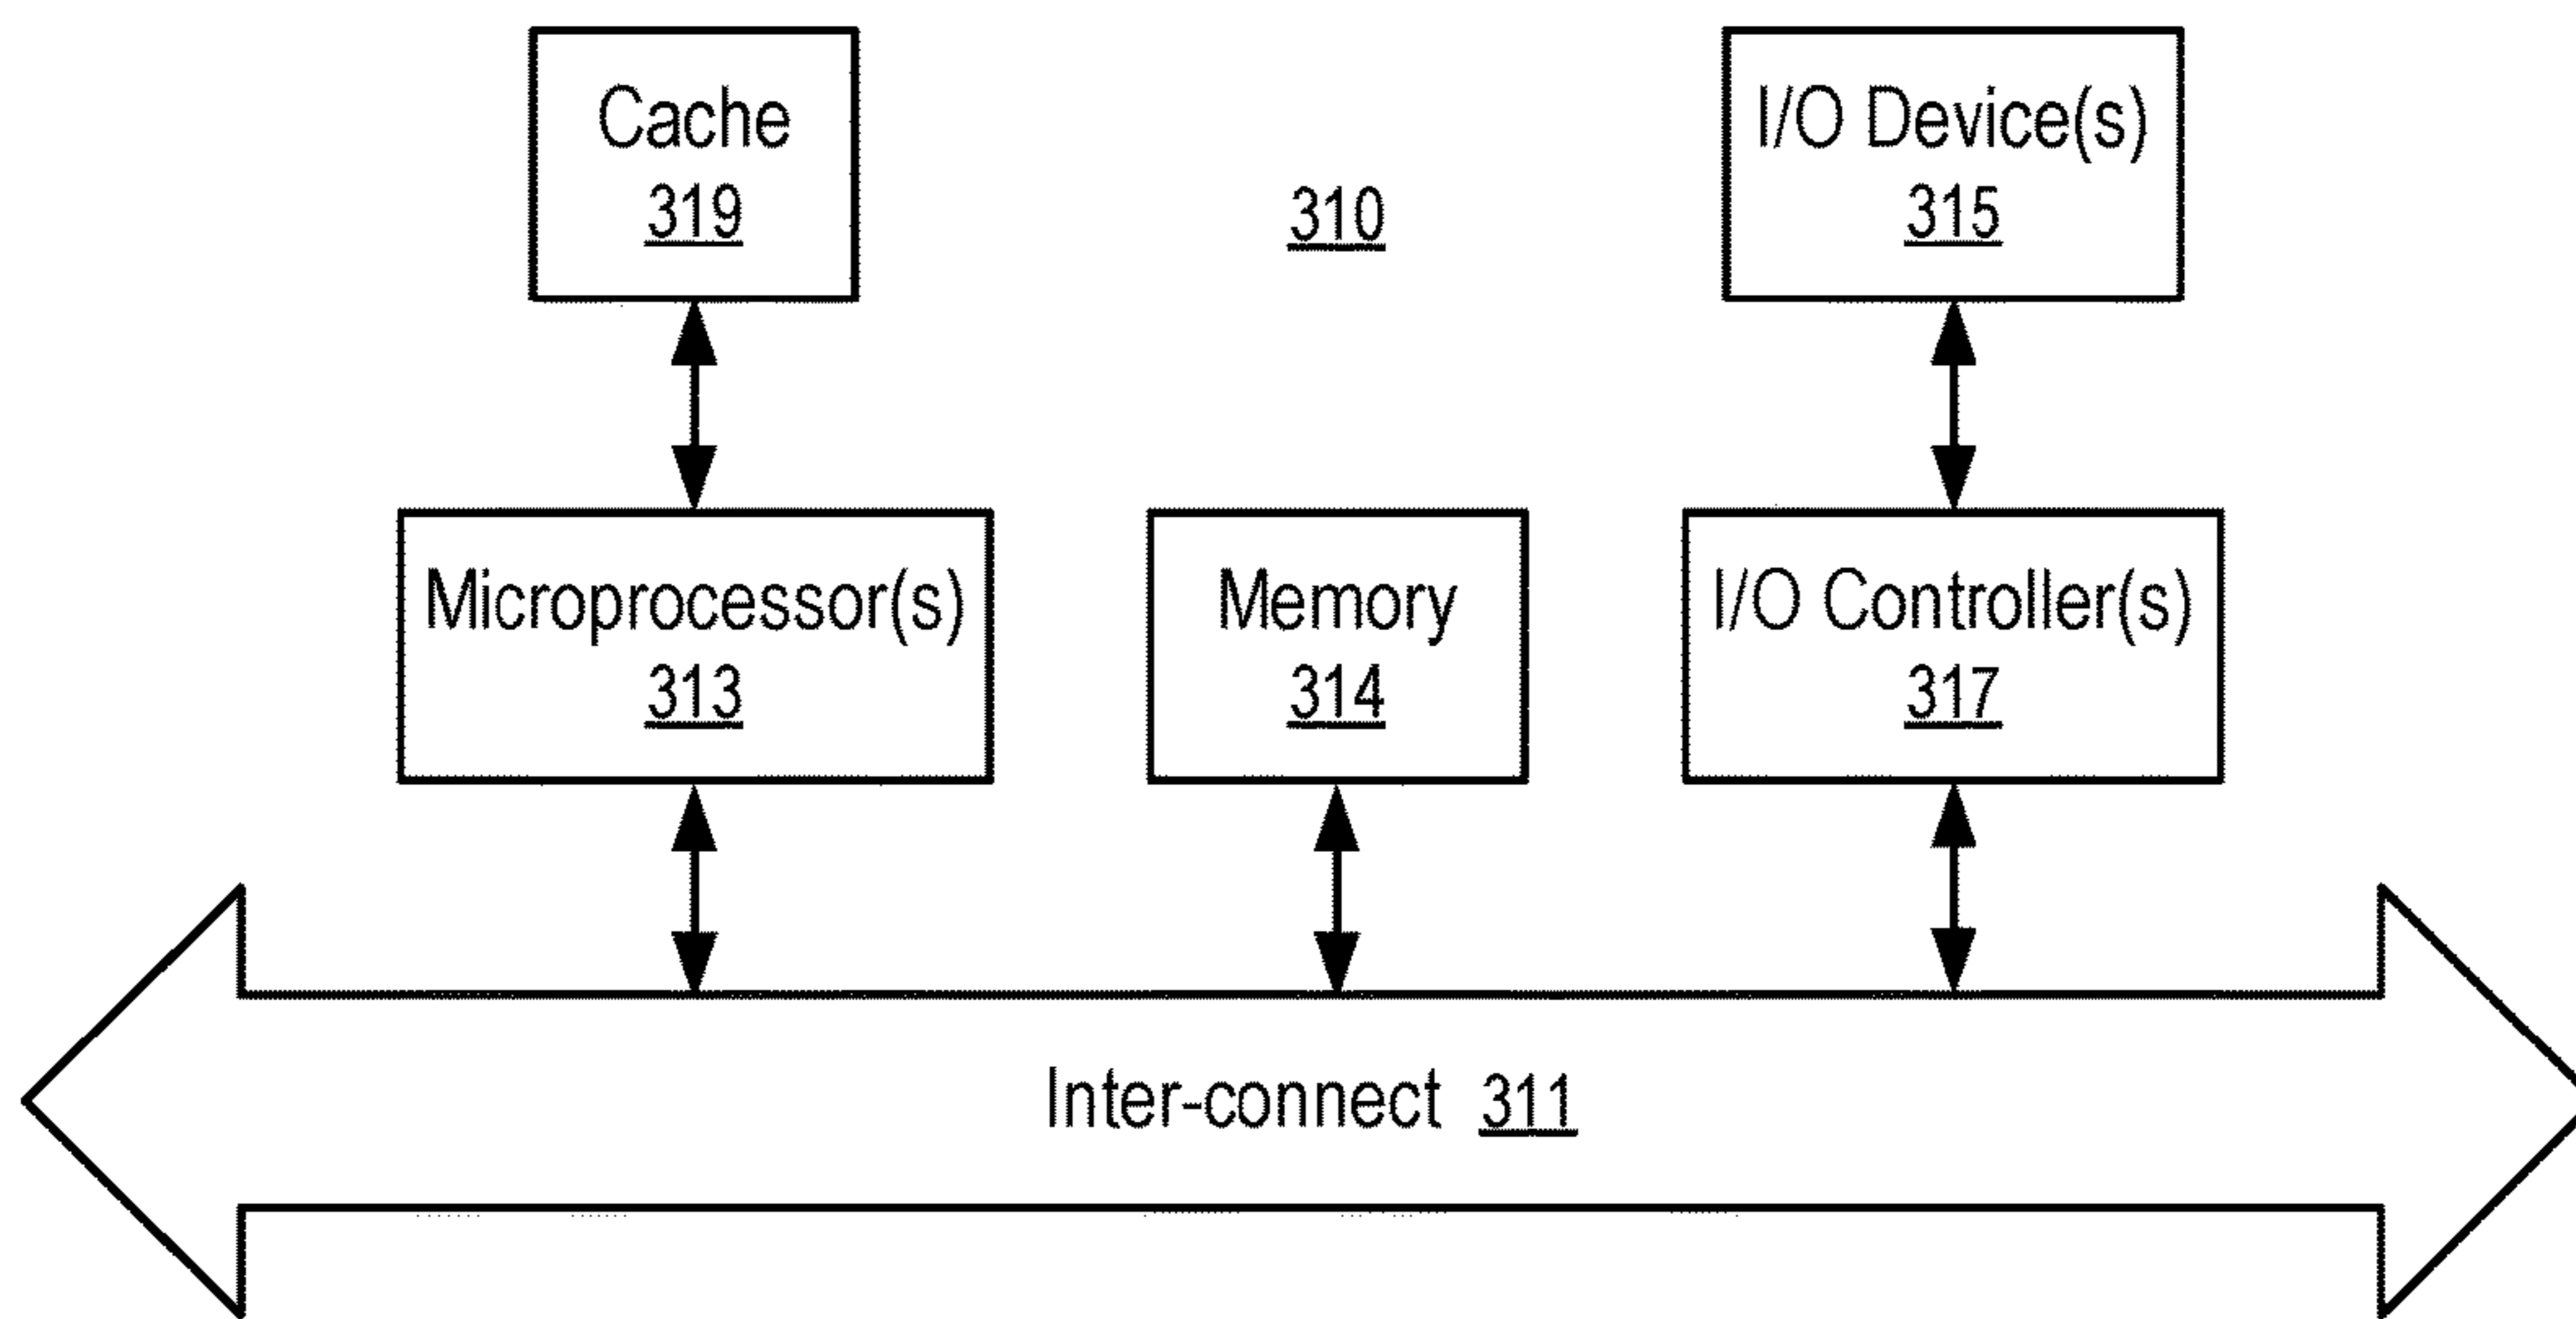 Cache
319
310
I/O Device(s)
315
Microprocessor(s)
313
Memory
314
I/O Controller(s)
317
Inter-connect 311